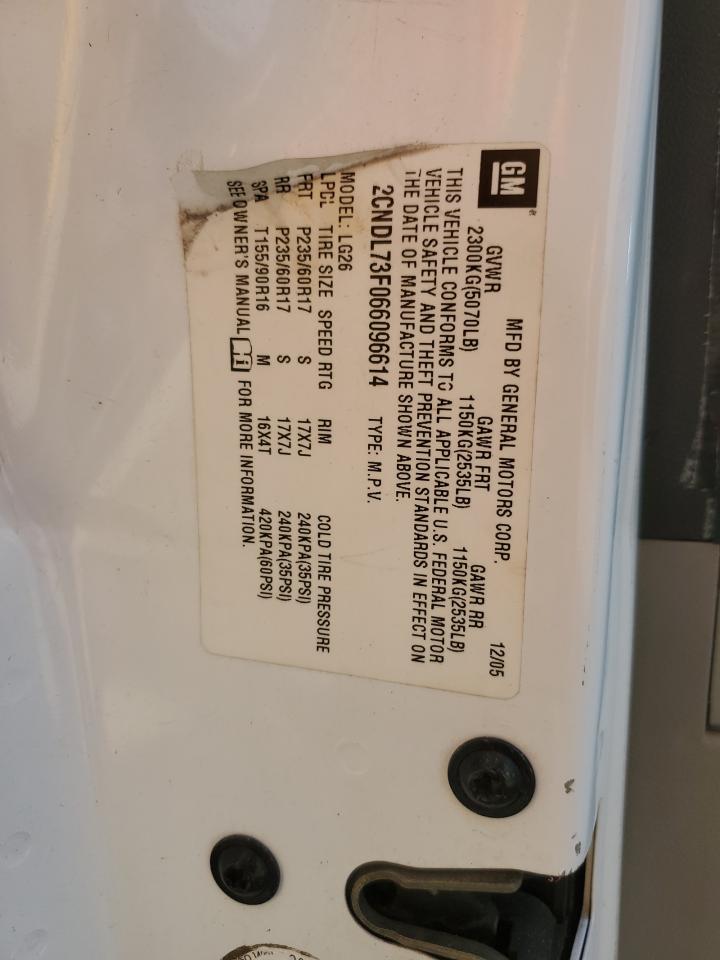 GM
MFD BY GENERAL MOTORS CORP. 12/05
GVWR GAWR FRT GAWR RR
2300KG(5070LB) 1150KG(2535LB) 1150KG(2535LB)
THIS VEHICLE CONFORMS TO ALL APPLICABLE U.S. FEDERAL MOTOR
VEHICLE SAFETY AND THEFT PREVENTION STANDARDS IN EFFECT ON
THE DATE OF MANUFACTURE SHOWN ABOVE.
2CNDL73F066096614 TYPE: M.P.V.
MODEL: LG26
LPCL TIRE SIZE SPEED RTG RIM COLD TIRE PRESSURE
FRT P235/60R17 S 17X7J 240KPA(35PSI)
RR P235/60R17 S 17X7J 240KPA(35PSI)
SPA T155/90R16 M 16X4T 420KPA(60PSI)
SEE OWNER'S MANUAL FOR MORE INFORMATION.